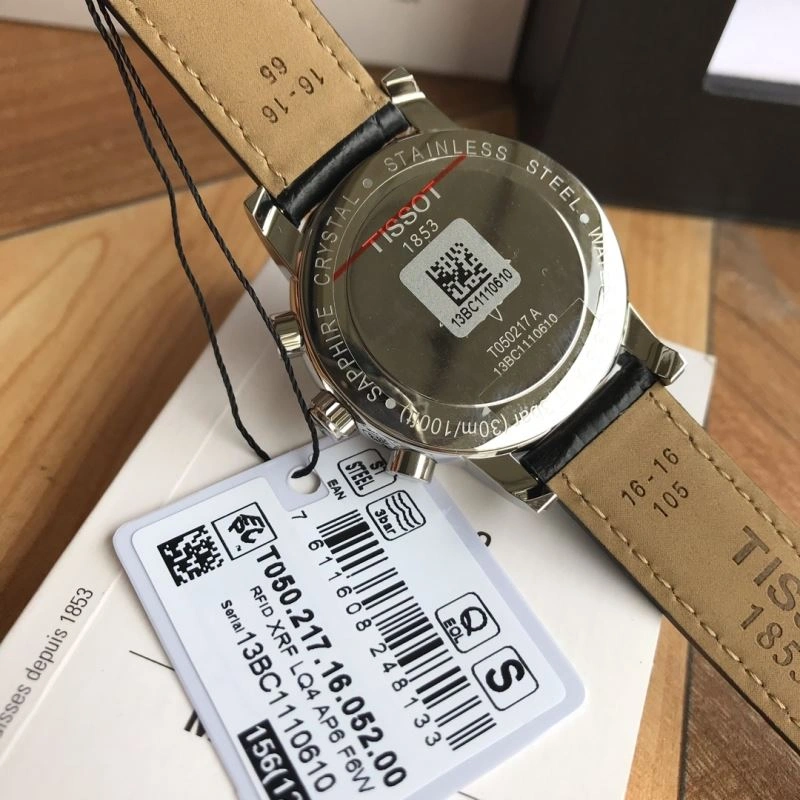 16-16
65
SAPPHIRE CRYSTAL • STAINLESS STEEL •
bar (30m/100ft) •
TISSOT
1853
13BC1110610
T050217 A
13BC1110610
16-16
105
1853
STEEL
3bar
EAN
7 611608 248133
T050.217.16.052.00
RFID XRF LQ4 AP6 F6W
Serial 13BC1110610
Q
EOL
S
depuis 1853